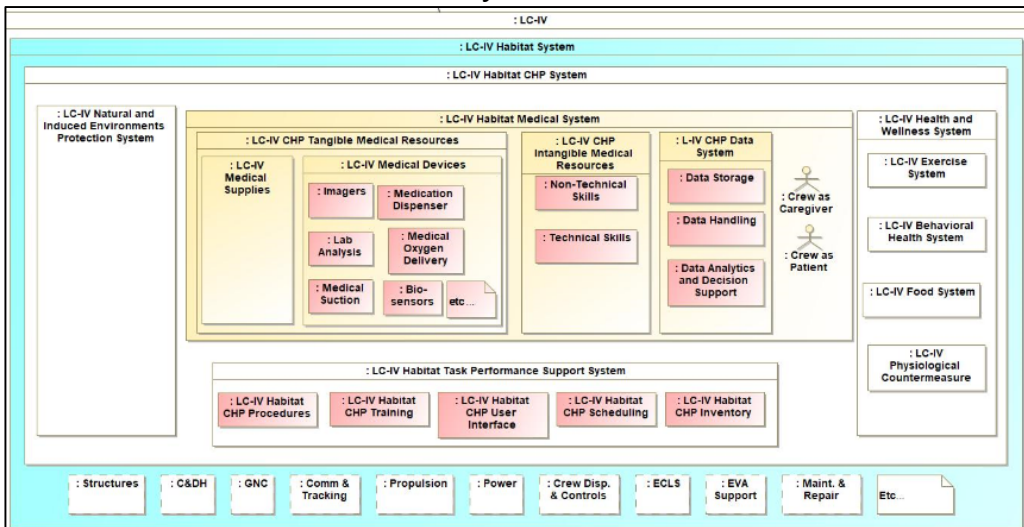 : LC-IV
: LC-IV Habitat System
: LC-IV Habitat CHP System
: LC-IV Natural and
Induced Environments
Protection System
: LC-IV Habitat Medical System
: LC-IV CHP Tangible Medical Resources
: LC-IV
Medical
Supplies
: LC-IV Medical Devices
: Imagers
: Medication
Dispenser
: Lab
Analysis
: Medical
Oxygen
Delivery
: Medical
Suction
: Bio-
sensors
etc...
: LC-IV CHP
Intangible Medical
Resources
: Non-Technical
Skills
: Technical Skills
: L-IV CHP Data
System
: Data Storage
: Data Handling
: Data Analytics
and Decision
Support
: Crew as
Caregiver
: Crew as
Patient
: LC-IV Health and
Wellness System
: LC-IV Exercise
System
: LC-IV Behavioral
Health System
: LC-IV Food System
: LC-IV
Physiological
Countermeasure
: LC-IV Habitat Task Performance Support System
: LC-IV Habitat
CHP Procedures
: LC-IV Habitat
CHP Training
: LC-IV Habitat
CHP User
Interface
: LC-IV Habitat
CHP Scheduling
: LC-IV Habitat
CHP Inventory
: Structures
: C&DH
: GNC
: Comm &
Tracking
: Propulsion
: Power
: Crew Disp.
& Controls
: ECLS
: EVA
Support
: Maint. &
Repair
Etc...